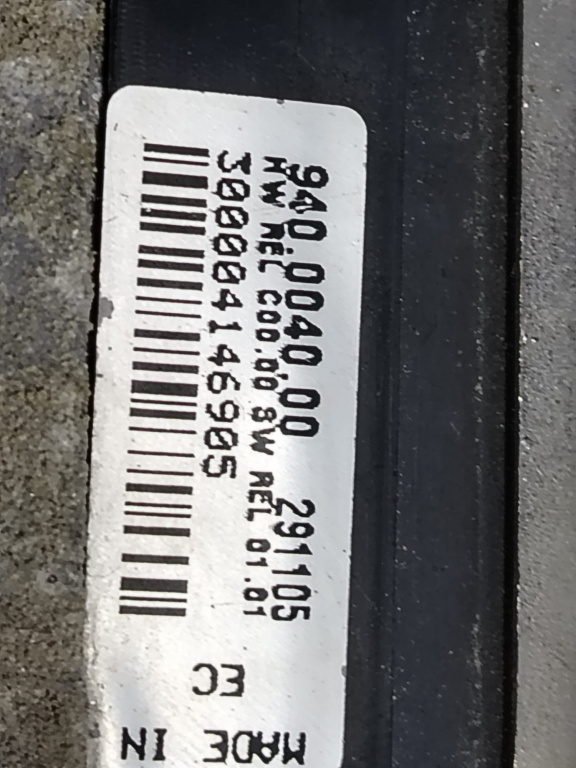 940.0040.00 291105
HW REL C00.00 SW REL 01.01
300004146905
EC
MADE IN